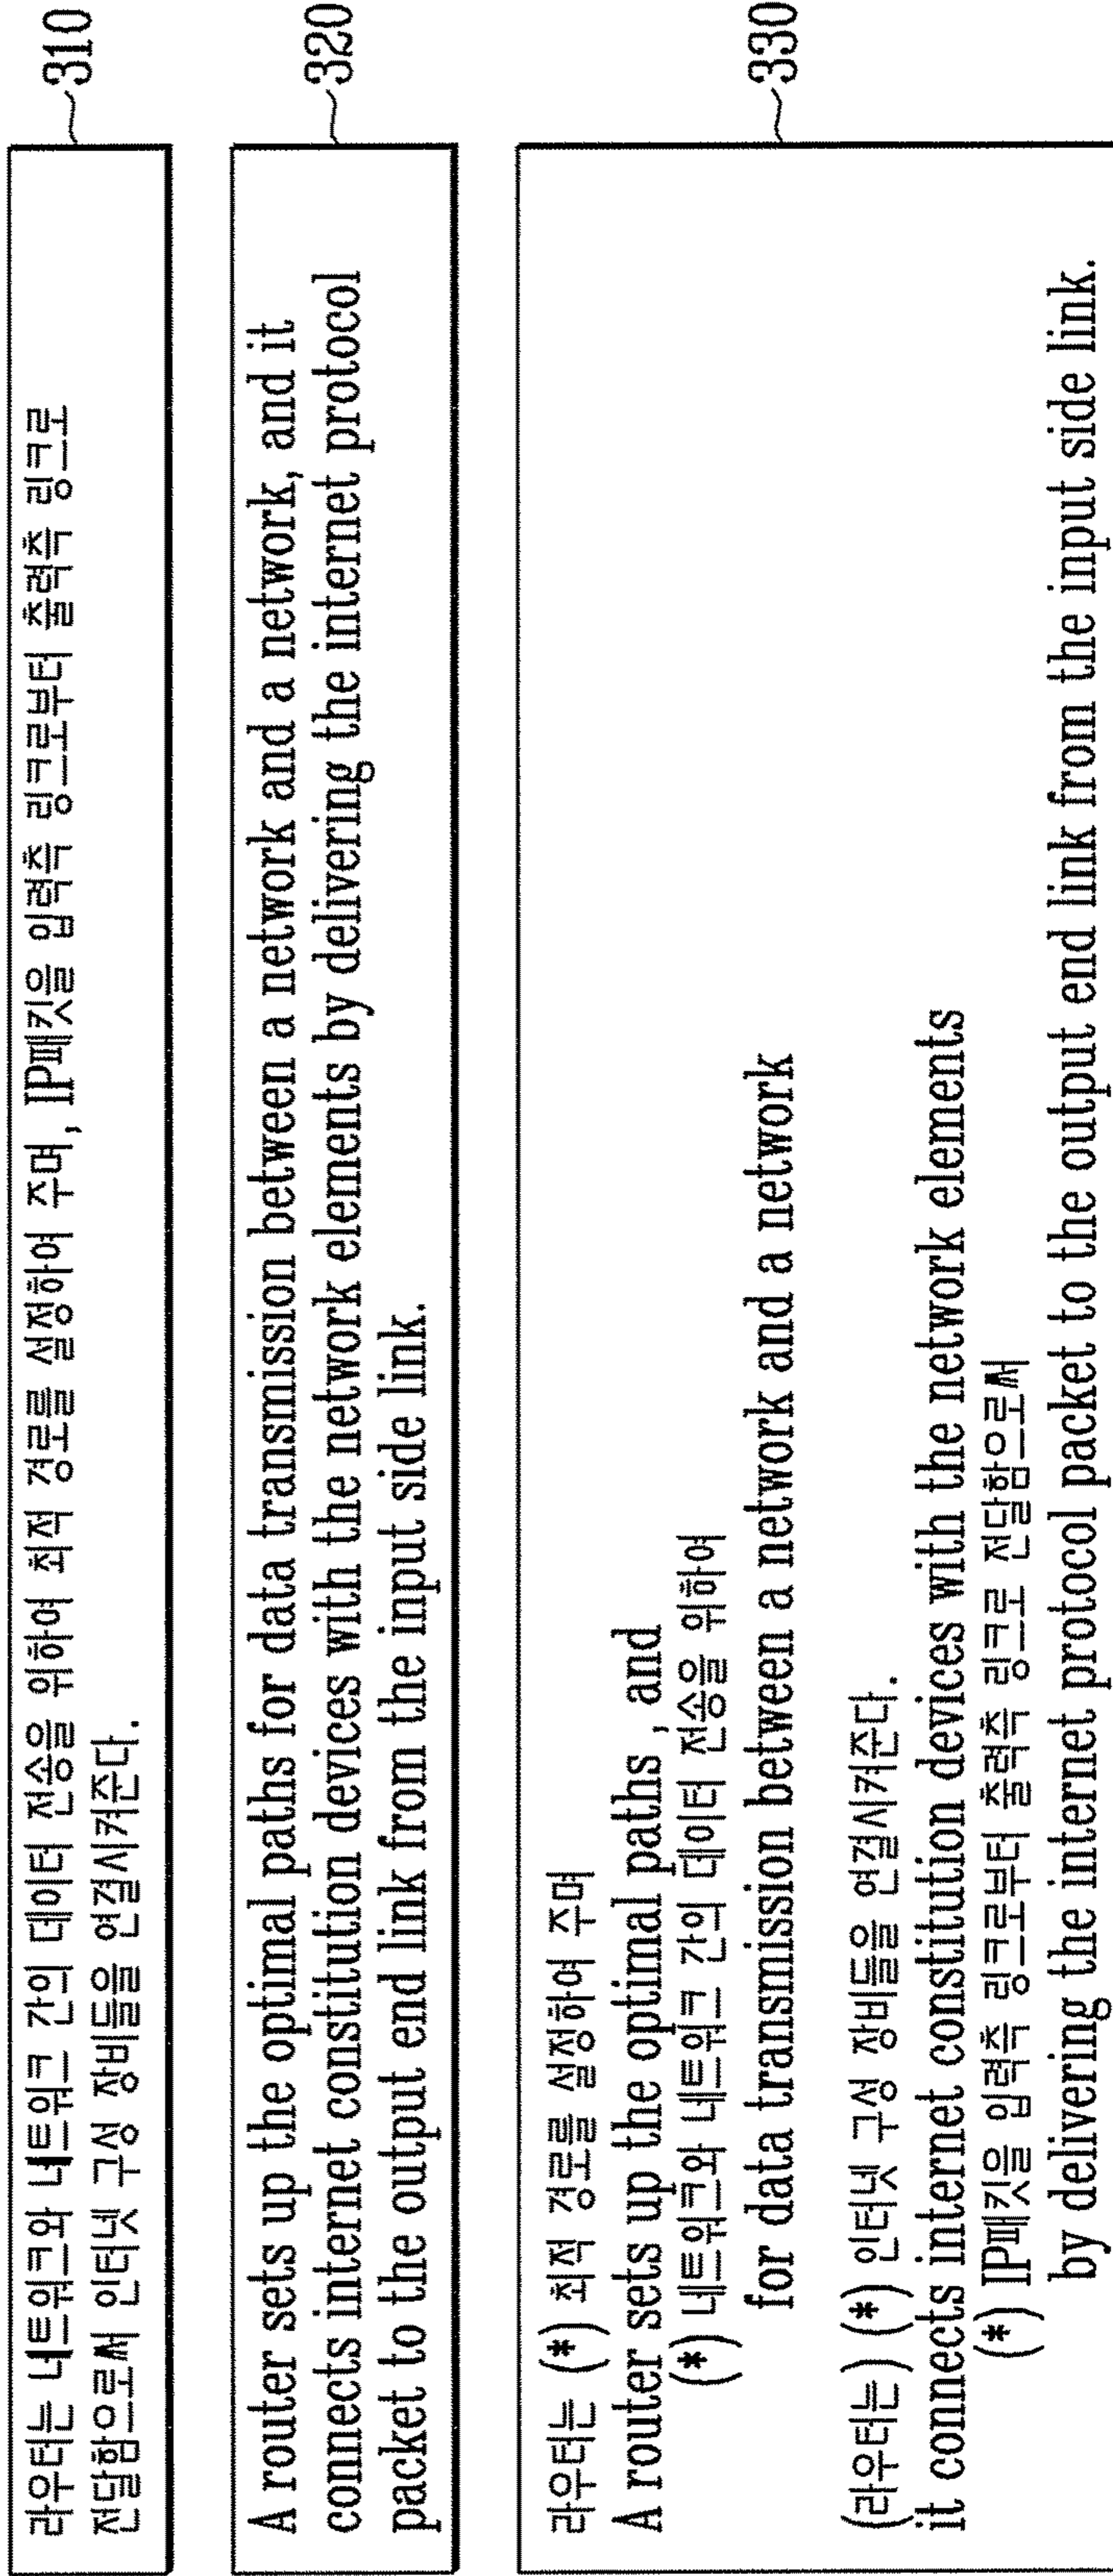 라우터는 네트워크와 네트워크 간의 데이터 전송을 위하여 최적 경로를 설정하여 주며, IP패킷을 입력측 링크로부터 출력측 링크로
전달함으로써 인터넷 구성 장비들을 연결시켜준다.
310
A router sets up the optimal paths for data transmission between a network and a network, and it
connects internet constitution devices with the network elements by delivering the internet protocol
packet to the output end link from the input side link.
320
라우터는 (*) 최적 경로를 설정하여 주며
A router sets up the optimal paths, and
(*) 네트워크와 네트워크 간의 데이터 전송을 위하여
for data transmission between a network and a network
(라우터는) (*) 인터넷 구성 장비들을 연결시켜준다.
it connects internet constitution devices with the network elements
(*) IP패킷을 입력측 링크로부터 출력측 링크로 전달함으로써
by delivering the internet protocol packet to the output end link from the input side link.
330